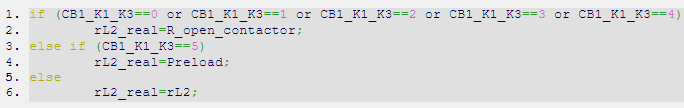 1. if (CB1_K1_K3==0 or CB1_K1_K3==1 or CB1_K1_K3==2 or CB1_K1_K3==3 or CB1_K1_K3==4)
2. rL2_real=R_open_contactor;
3. else if (CB1_K1_K3==5)
4. rL2_real=Preload;
5. else
6. rL2_real=rL2;